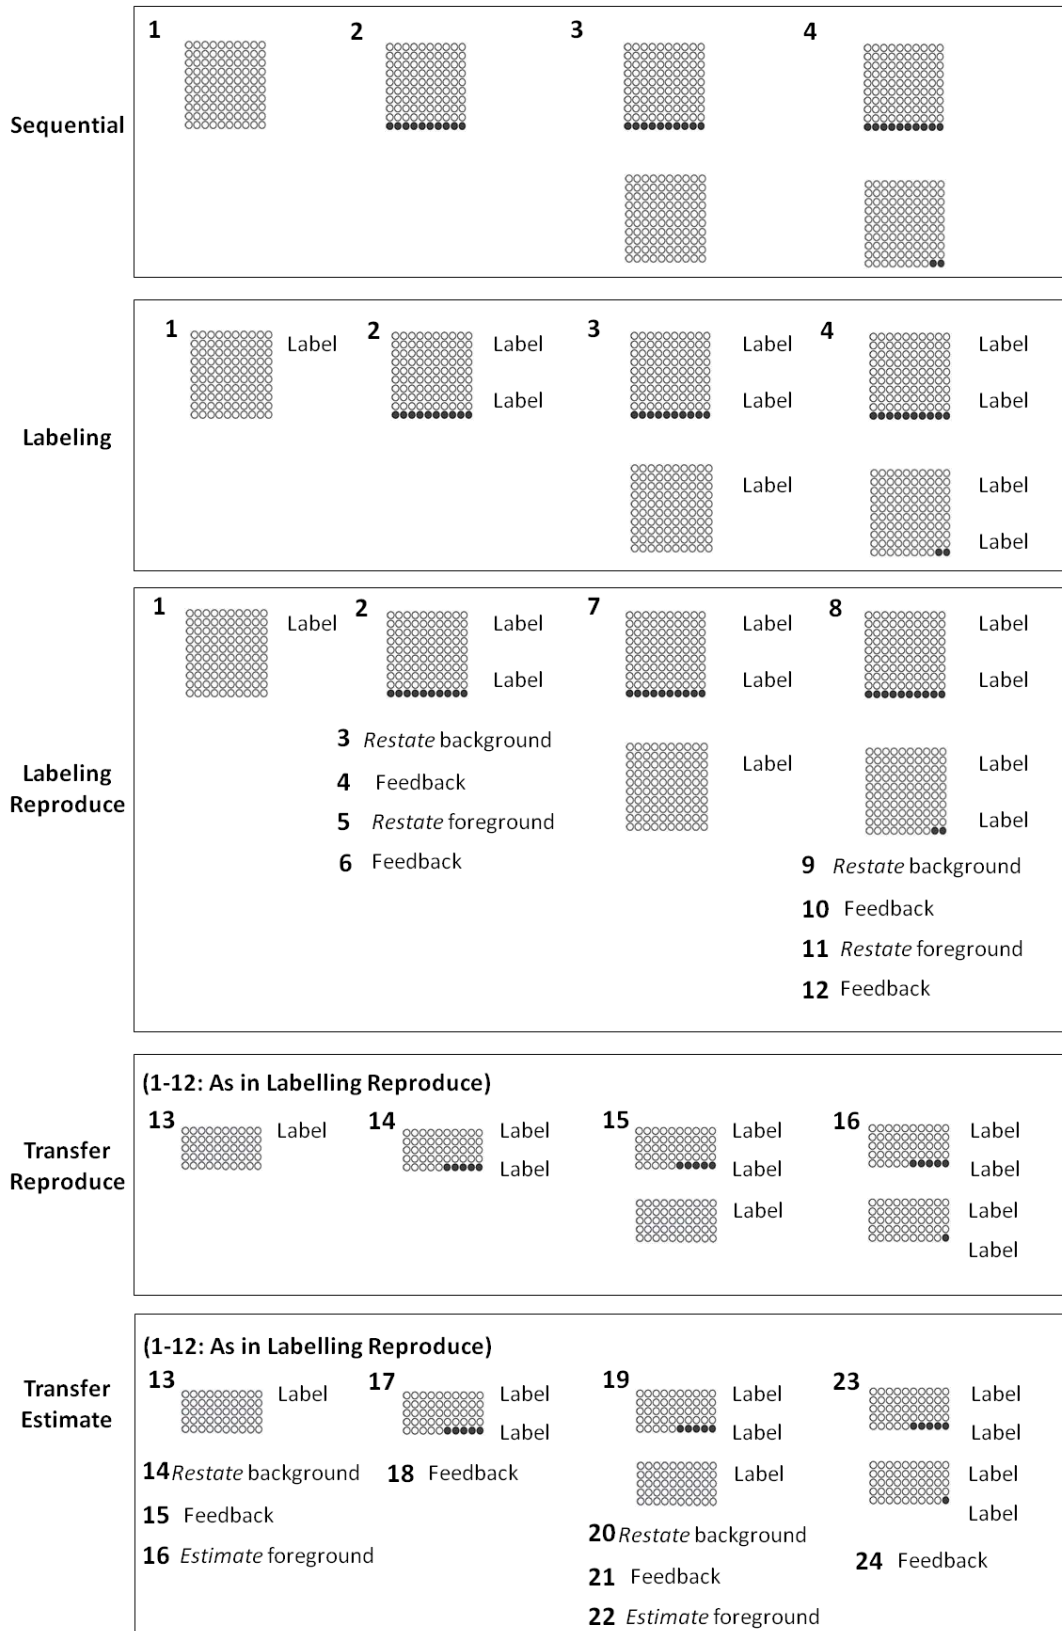 Sequential
1
2
3
4
Labeling
1 Label
2 Label
Label
3 Label
Label
Label
4 Label
Label
Label
Label
Labeling
Reproduce
1 Label
2 Label
Label
3 Restate background
4 Feedback
5 Restate foreground
6 Feedback
7 Label
Label
Label
8 Label
Label
Label
Label
9 Restate background
10 Feedback
11 Restate foreground
12 Feedback
Transfer
Reproduce
(1-12: As in Labelling Reproduce)
13 Label
14 Label
Label
15 Label
Label
Label
16 Label
Label
Label
Label
Transfer
Estimate
(1-12: As in Labelling Reproduce)
13 Label
14 Restate background
15 Feedback
16 Estimate foreground
17 Label
Label
18 Feedback
19 Label
Label
Label
20 Restate background
21 Feedback
22 Estimate foreground
23 Label
Label
Label
Label
24 Feedback